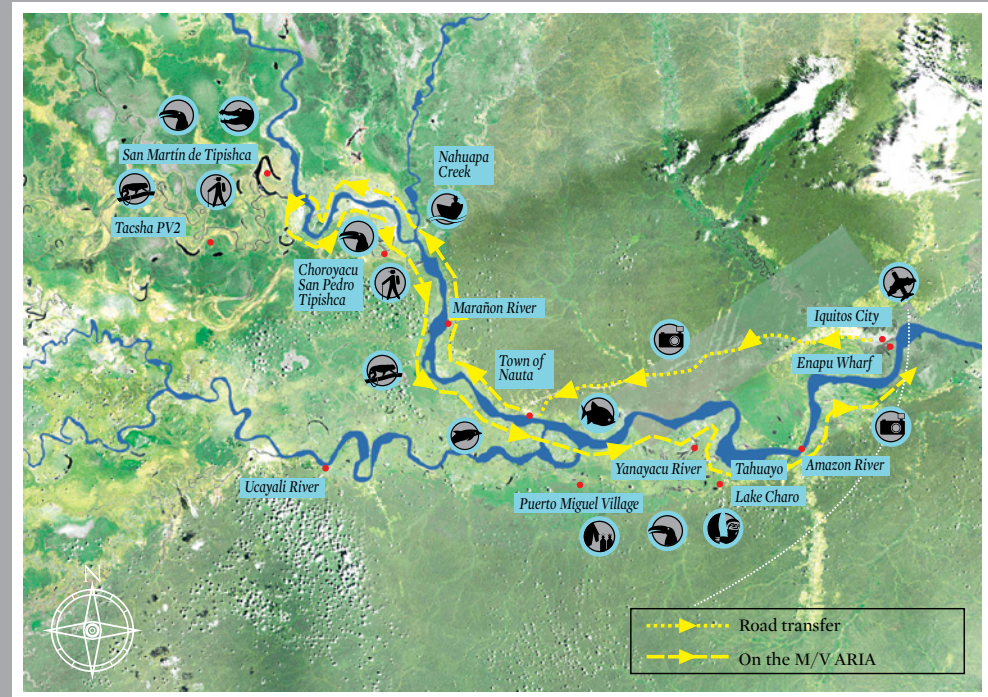 San Martín de Tipishca
Tacsha PV2
Nahuapa
Creek
Choroyacu
San Pedro
Tipishca
Marañon River
Iquitos City
Enapu Wharf
Town of
Nauta
Ucayali River
Yanayacu River
Tahuayo
Amazon River
Puerto Miguel Village
Lake Charo
N
Road transfer
On the M/V ARIA